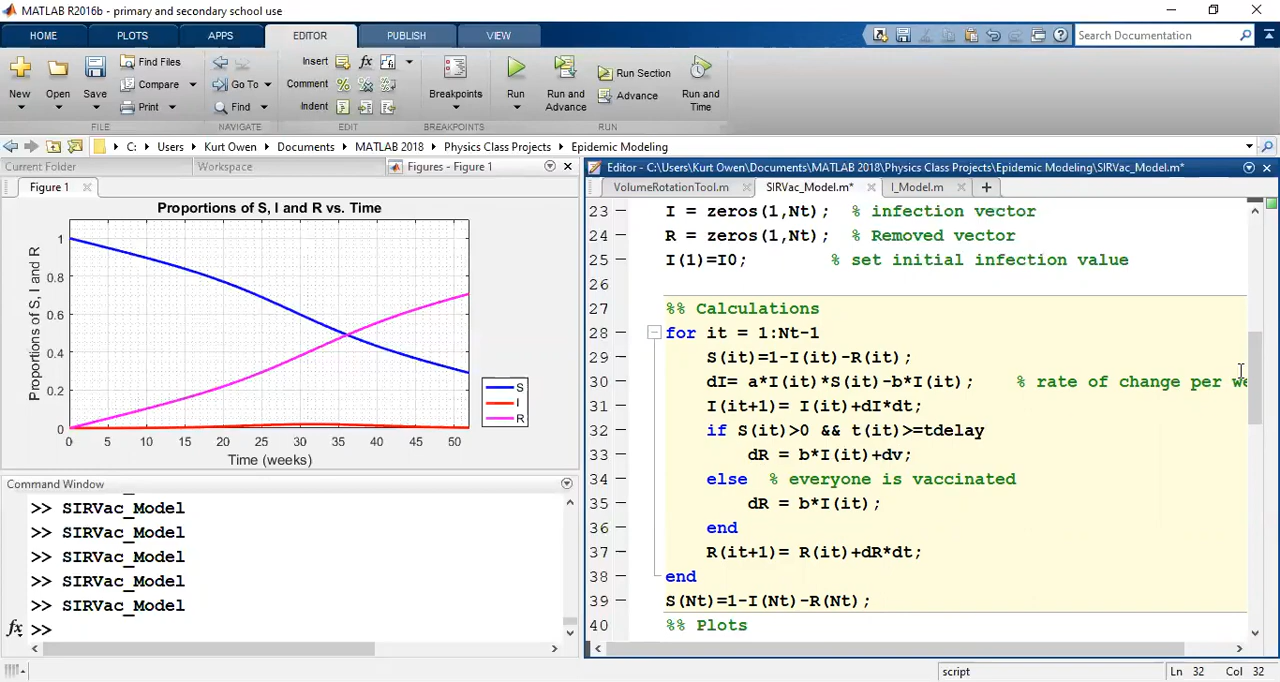 MATLAB R2016b - primary and secondary school use
HOME PLOTS APPS EDITOR PUBLISH VIEW
Search Documentation
New Open Save
Find Files
Compare
Print
Go To
Find
Insert fx
Comment
Indent
Breakpoints
Run
Run and Advance
Run Section
Advance
Run and Time
FILE NAVIGATE EDIT BREAKPOINTS RUN
C: Users Kurt Owen Documents MATLAB 2018 Physics Class Projects Epidemic Modeling
Current Folder Workspace Figures - Figure 1
Figure 1
Proportions of S, I and R vs. Time
Proportions of S, I and R
1
0.8
0.6
0.4
0.2
0
0 5 10 15 20 25 30 35 40 45 50
Time (weeks)
S
I
R
Command Window
>> SIRVac_Model
>> SIRVac_Model
>> SIRVac_Model
>> SIRVac_Model
>> SIRVac_Model
fx >>
Editor - C:\Users\Kurt Owen\Documents\MATLAB 2018\Physics Class Projects\Epidemic Modeling\SIRVac_Model.m*
VolumeRotationTool.m SIRVac_Model.m* I_Model.m
23 I = zeros(1,Nt); % infection vector
24 R = zeros(1,Nt); % Removed vector
25 I(1)=I0; % set initial infection value
26
27 %% Calculations
28 for it = 1:Nt-1
29 S(it)=1-I(it)-R(it);
30 dI= a*I(it)*S(it)-b*I(it); % rate of change per we
31 I(it+1)= I(it)+dI*dt;
32 if S(it)>0 && t(it)>=tdelay
33 dR = b*I(it)+dv;
34 else % everyone is vaccinated
35 dR = b*I(it);
36 end
37 R(it+1)= R(it)+dR*dt;
38 end
39 S(Nt)=1-I(Nt)-R(Nt);
40 %% Plots
script Ln 32 Col 32